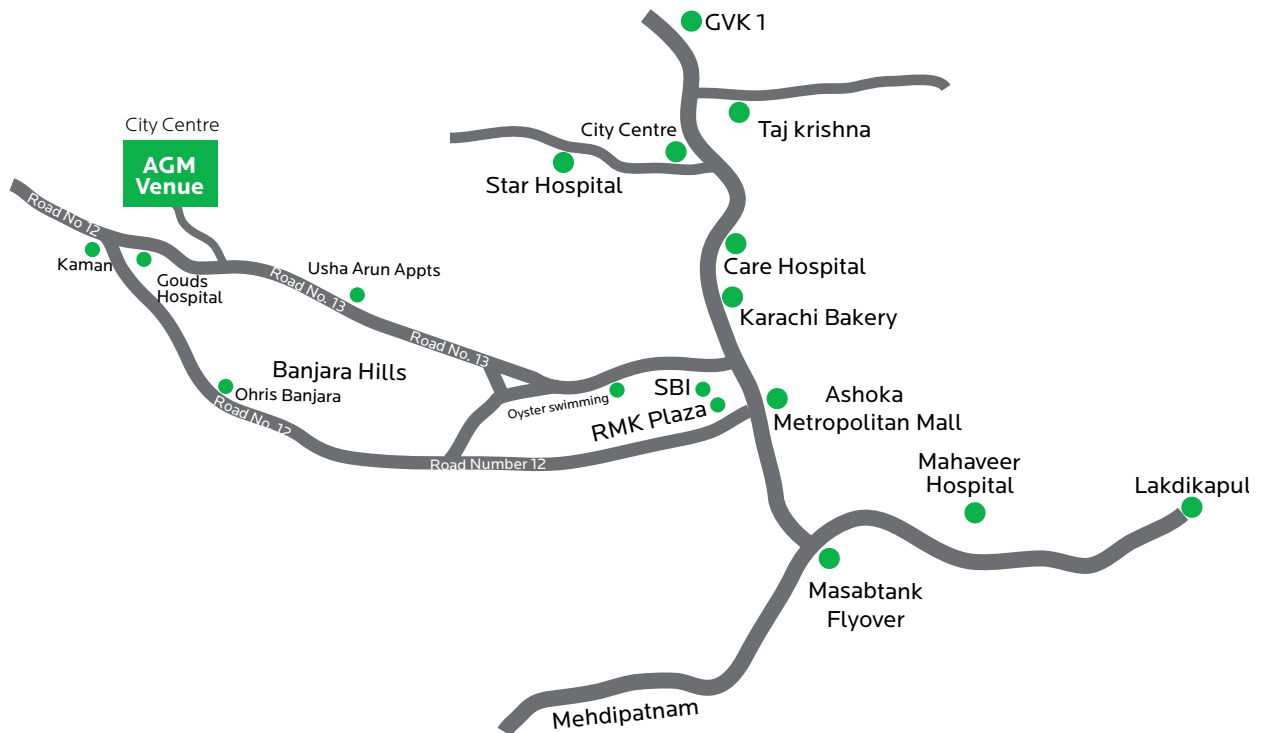 GVK 1
Taj krishna
City Centre
Star Hospital
City Centre
AGM
Venue
Road No 12
Kaman
Gouds
Hospital
Usha Arun Appts
Road No. 13
Care Hospital
Karachi Bakery
Road No. 13
Banjara Hills
Ohris Banjara
Road No. 12
Oyster swimming
SBI
RMK Plaza
Ashoka
Metropolitan Mall
Road Number 12
Mahaveer
Hospital
Lakdikapul
Masabtank
Flyover
Mehdipatnam